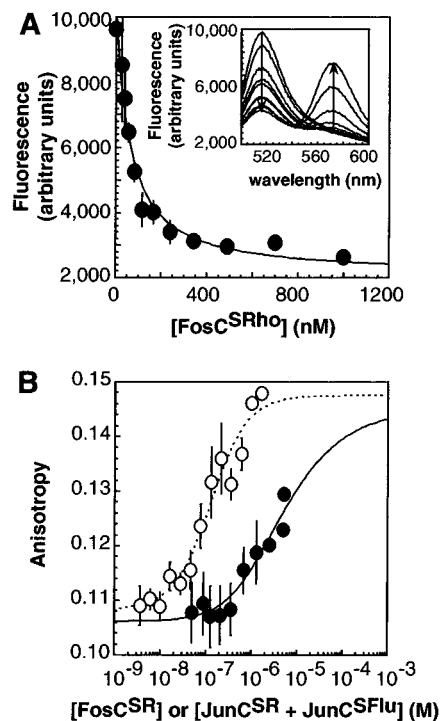 A
Fluorescence
(arbitrary units)
10,000
8,000
6,000
4,000
2,000
Fluorescence
(arbitrary units)
10,000
6,000
2,000
520 560 600
wavelength (nm)
0 400 800 1200
[FosC^SRho] (nM)
B
Anisotropy
0.15
0.14
0.13
0.12
0.11
0.10
10^-9 10^-8 10^-7 10^-6 10^-5 10^-4 10^-3
[FosC^SR] or [JunC^SR + JunC^SFlu] (M)